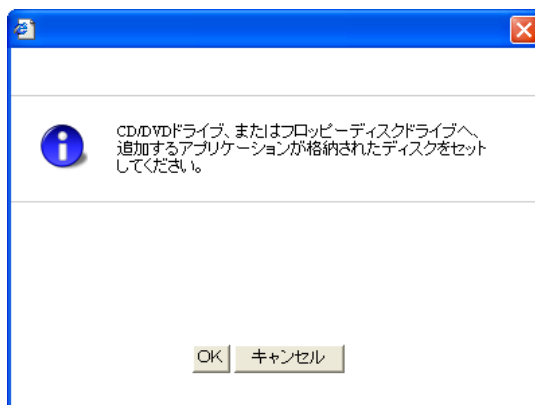 CD/DVDドライブ、またはフロッピーディスクドライブへ、
追加するアプリケーションが格納されたディスクをセット
してください。
OK キャンセル